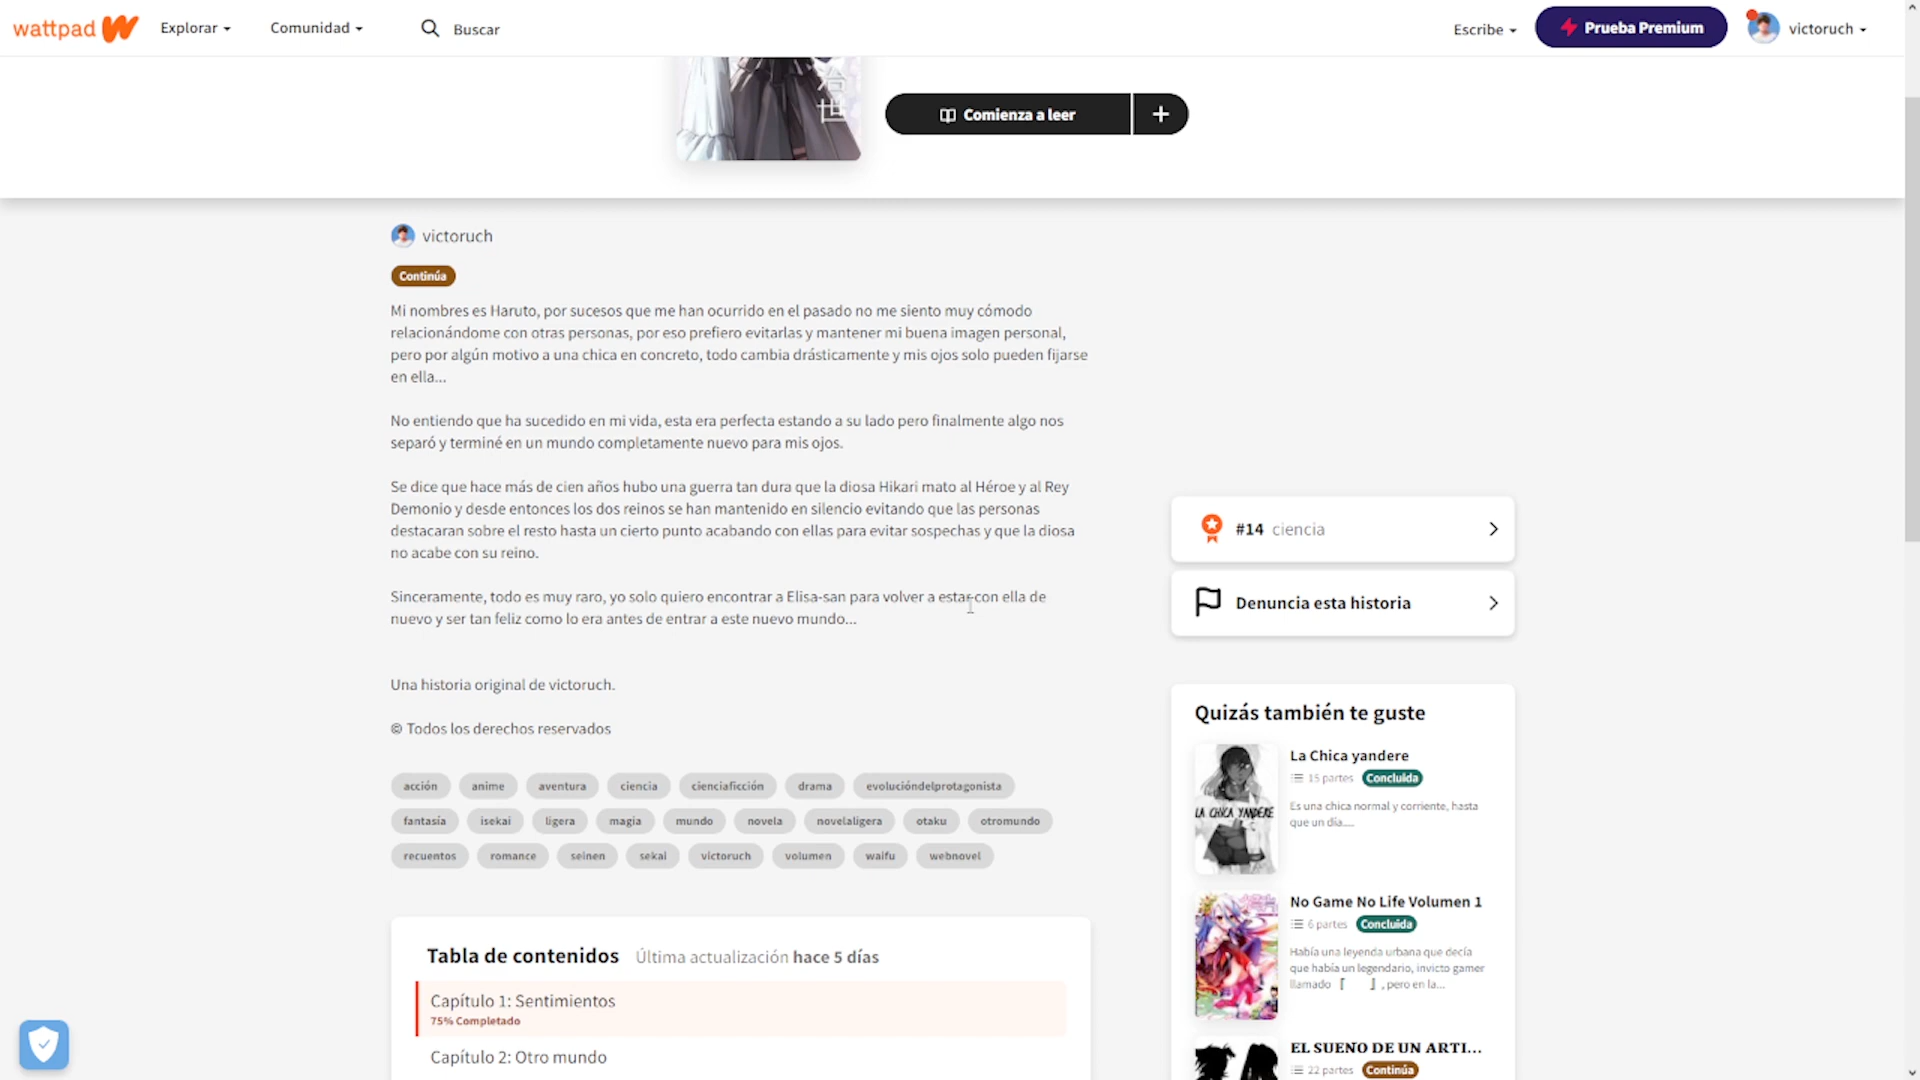 wattpad
Explorar
Comunidad
Buscar
Escribe
Prueba Premium
victoruch
治
世
Comienza a leer
victoruch
Continúa
Mi nombres es Haruto, por sucesos que me han ocurrido en el pasado no me siento muy cómodo
relacionándome con otras personas, por eso prefiero evitarlas y mantener mi buena imagen personal,
pero por algún motivo a una chica en concreto, todo cambia drásticamente y mis ojos solo pueden fijarse
en ella...
No entiendo que ha sucedido en mi vida, esta era perfecta estando a su lado pero finalmente algo nos
separó y terminé en un mundo completamente nuevo para mis ojos.
Se dice que hace más de cien años hubo una guerra tan dura que la diosa Hikari mato al Héroe y al Rey
Demonio y desde entonces los dos reinos se han mantenido en silencio evitando que las personas
destacaran sobre el resto hasta un cierto punto acabando con ellas para evitar sospechas y que la diosa
no acabe con su reino.
Sinceramente, todo es muy raro, yo solo quiero encontrar a Elisa-san para volver a estar con ella de
nuevo y ser tan feliz como lo era antes de entrar a este nuevo mundo...
Una historia original de victoruch.
© Todos los derechos reservados
acción anime aventura ciencia cienciaficción drama evolucióndelprotagonista
fantasía isekai ligera magia mundo novela novelaligera otaku otromundo
recuentos romance seinen sekai victoruch volumen waifu webnovel
Tabla de contenidos Última actualización hace 5 días
Capítulo 1: Sentimientos
75% Completado
Capítulo 2: Otro mundo
#14 ciencia
Denuncia esta historia
Quizás también te guste
LA CHICA YANDERE
La Chica yandere
15 partes Concluida
Es una chica normal y corriente, hasta
que un día....
No Game No Life Volumen 1
6 partes Concluida
Había una leyenda urbana que decía
que había un legendario, invicto gamer
llamado 『 』, pero en la...
EL SUENO DE UN ARTI...
22 partes Continúa